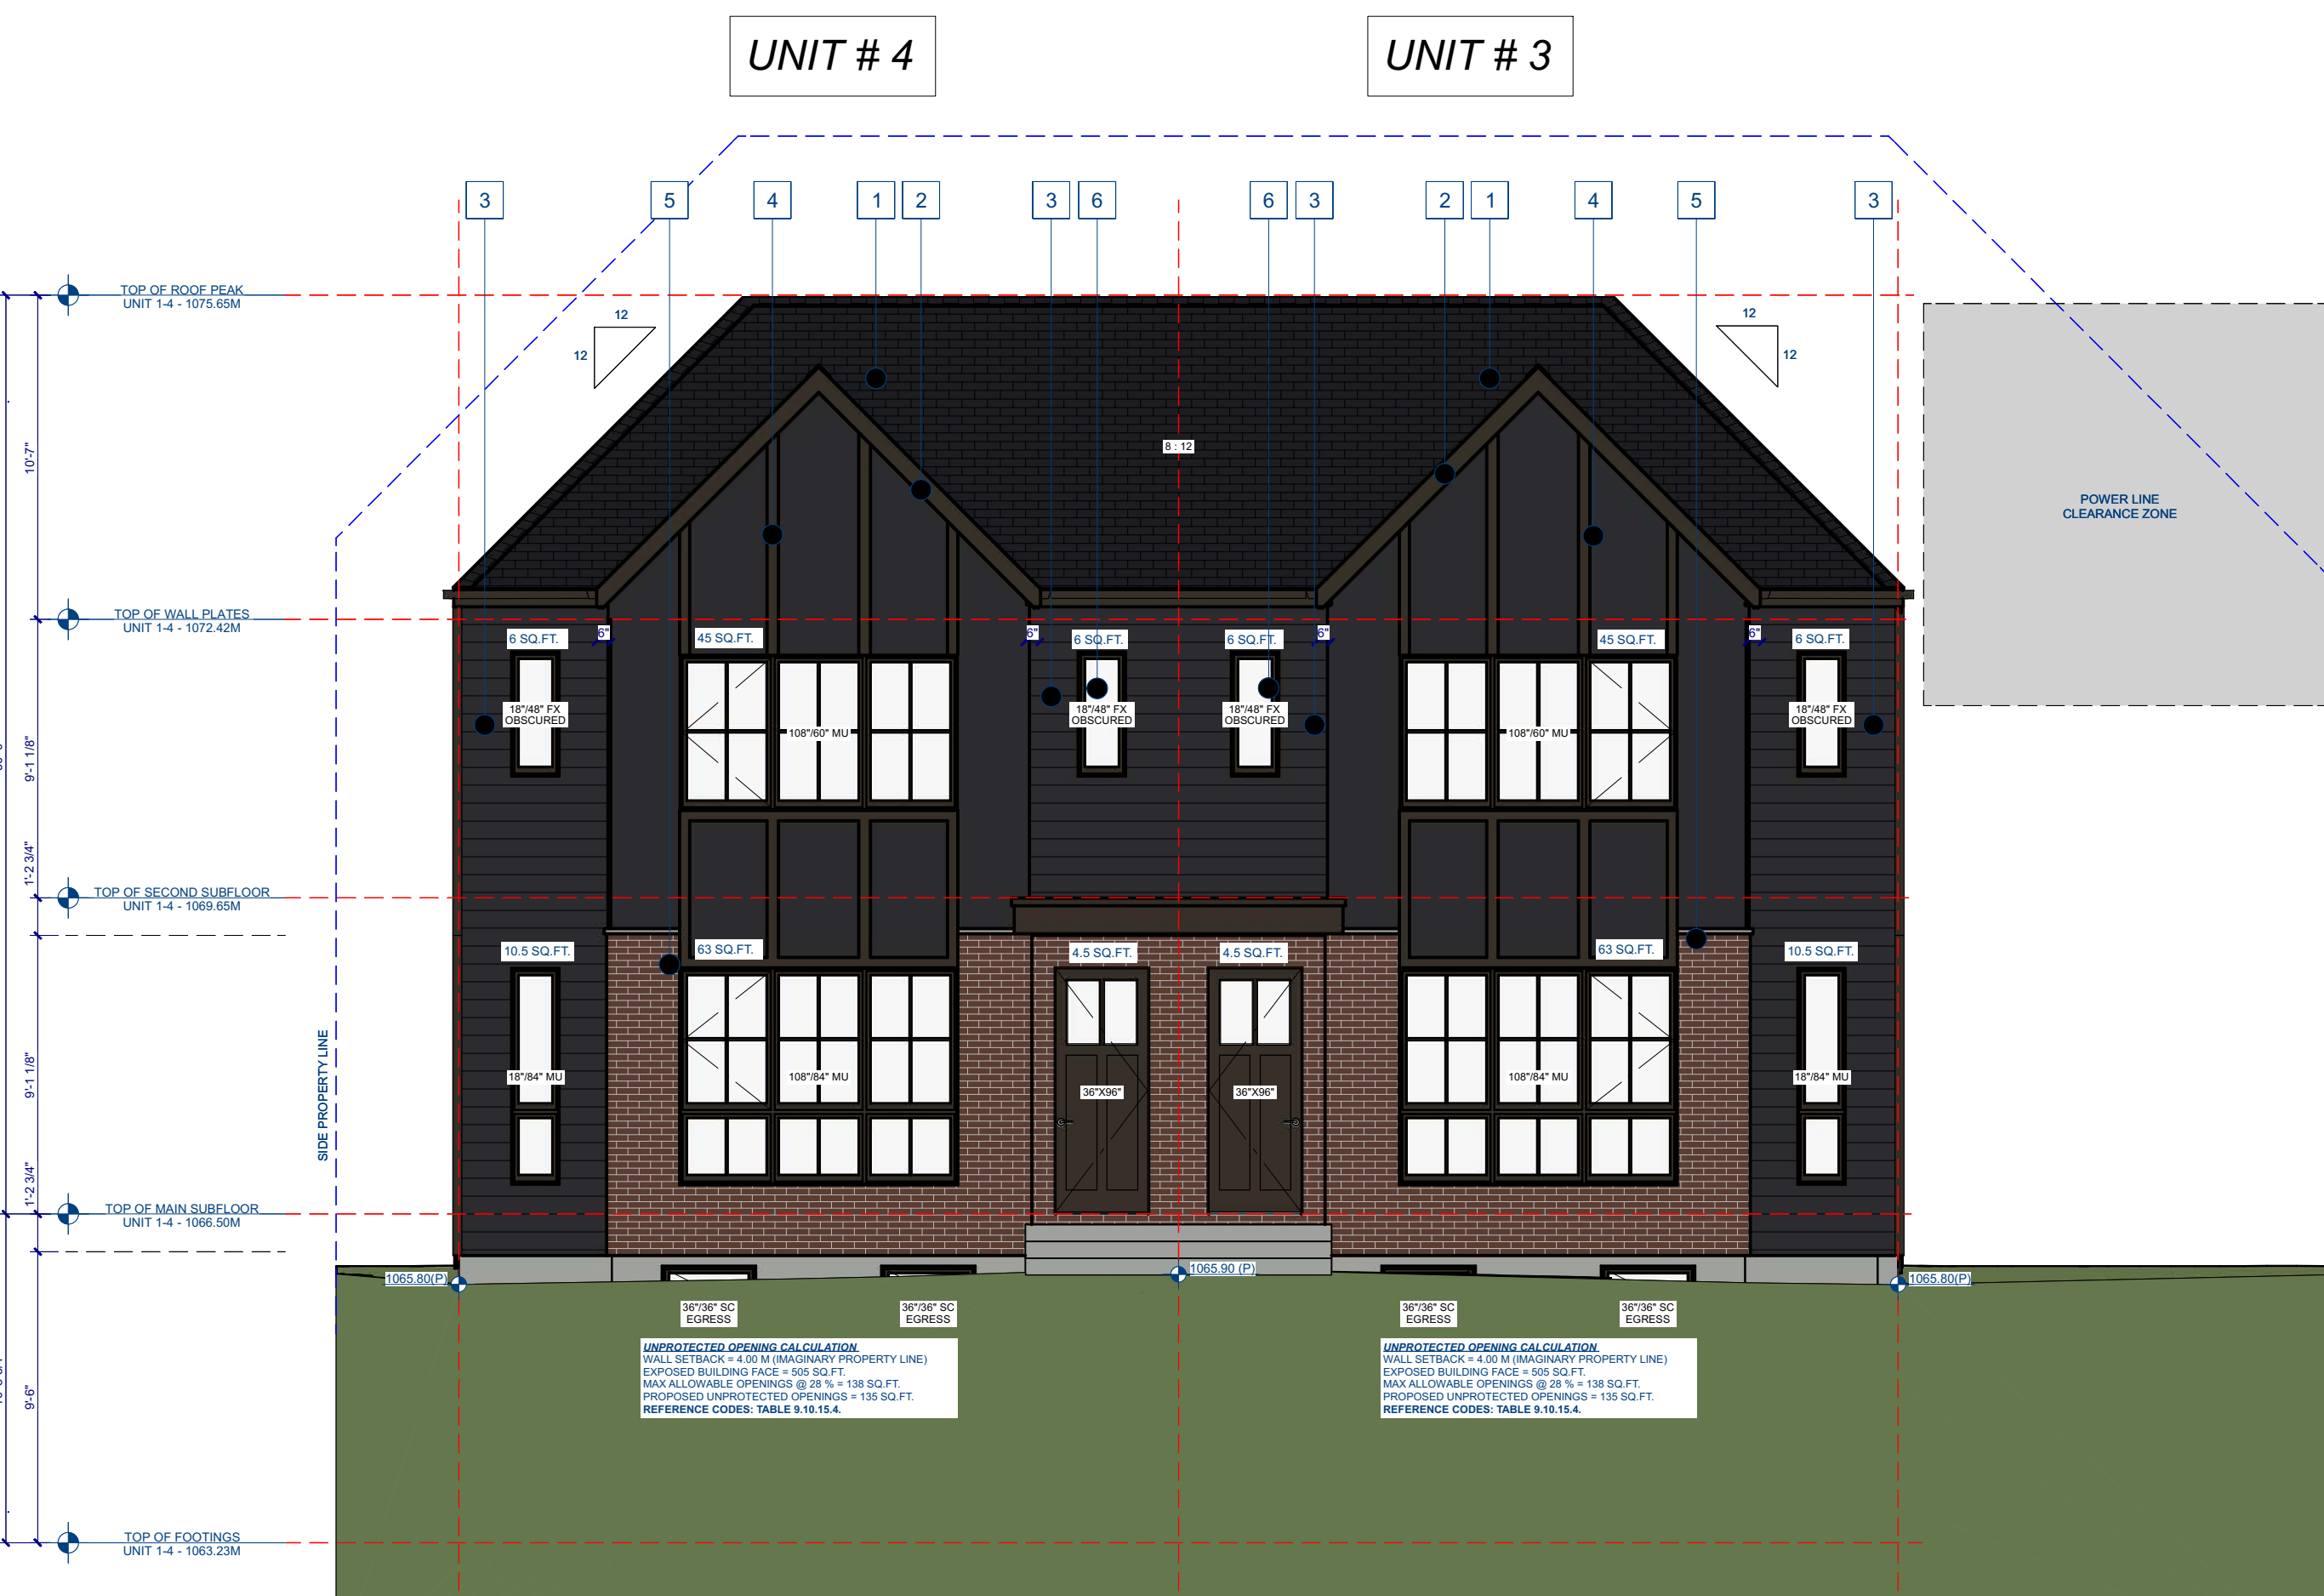 UNIT # 4
UNIT # 3
3
5
4
1
2
3
6
6
3
2
1
4
5
3
TOP OF ROOF PEAK
UNIT 1-4 - 1075.65M
12
12
12
12
8 : 12
10'-7"
POWER LINE
CLEARANCE ZONE
TOP OF WALL PLATES
UNIT 1-4 - 1072.42M
6 SQ.FT.
6"
45 SQ.FT.
6"
6 SQ.FT.
6 SQ.FT.
6"
45 SQ.FT.
6"
6 SQ.FT.
18"/48" FX
OBSCURED
108"/60" MU
18"/48" FX
OBSCURED
18"/48" FX
OBSCURED
108"/60" MU
18"/48" FX
OBSCURED
9'-1 1/8"
1'-2 3/4"
TOP OF SECOND SUBFLOOR
UNIT 1-4 - 1069.65M
10.5 SQ.FT.
63 SQ.FT.
4.5 SQ.FT.
4.5 SQ.FT.
63 SQ.FT.
10.5 SQ.FT.
18"/84" MU
108"/84" MU
36"X96"
36"X96"
108"/84" MU
18"/84" MU
9'-1 1/8"
SIDE PROPERTY LINE
1'-2 3/4"
TOP OF MAIN SUBFLOOR
UNIT 1-4 - 1066.50M
1065.80(P)
1065.90 (P)
1065.80(P)
36"/36" SC
EGRESS
36"/36" SC
EGRESS
36"/36" SC
EGRESS
36"/36" SC
EGRESS
UNPROTECTED OPENING CALCULATION
WALL SETBACK = 4.00 M (IMAGINARY PROPERTY LINE)
EXPOSED BUILDING FACE = 505 SQ.FT.
MAX ALLOWABLE OPENINGS @ 28 % = 138 SQ.FT.
PROPOSED UNPROTECTED OPENINGS = 135 SQ.FT.
REFERENCE CODES: TABLE 9.10.15.4.
UNPROTECTED OPENING CALCULATION
WALL SETBACK = 4.00 M (IMAGINARY PROPERTY LINE)
EXPOSED BUILDING FACE = 505 SQ.FT.
MAX ALLOWABLE OPENINGS @ 28 % = 138 SQ.FT.
PROPOSED UNPROTECTED OPENINGS = 135 SQ.FT.
REFERENCE CODES: TABLE 9.10.15.4.
9'-6"
TOP OF FOOTINGS
UNIT 1-4 - 1063.23M